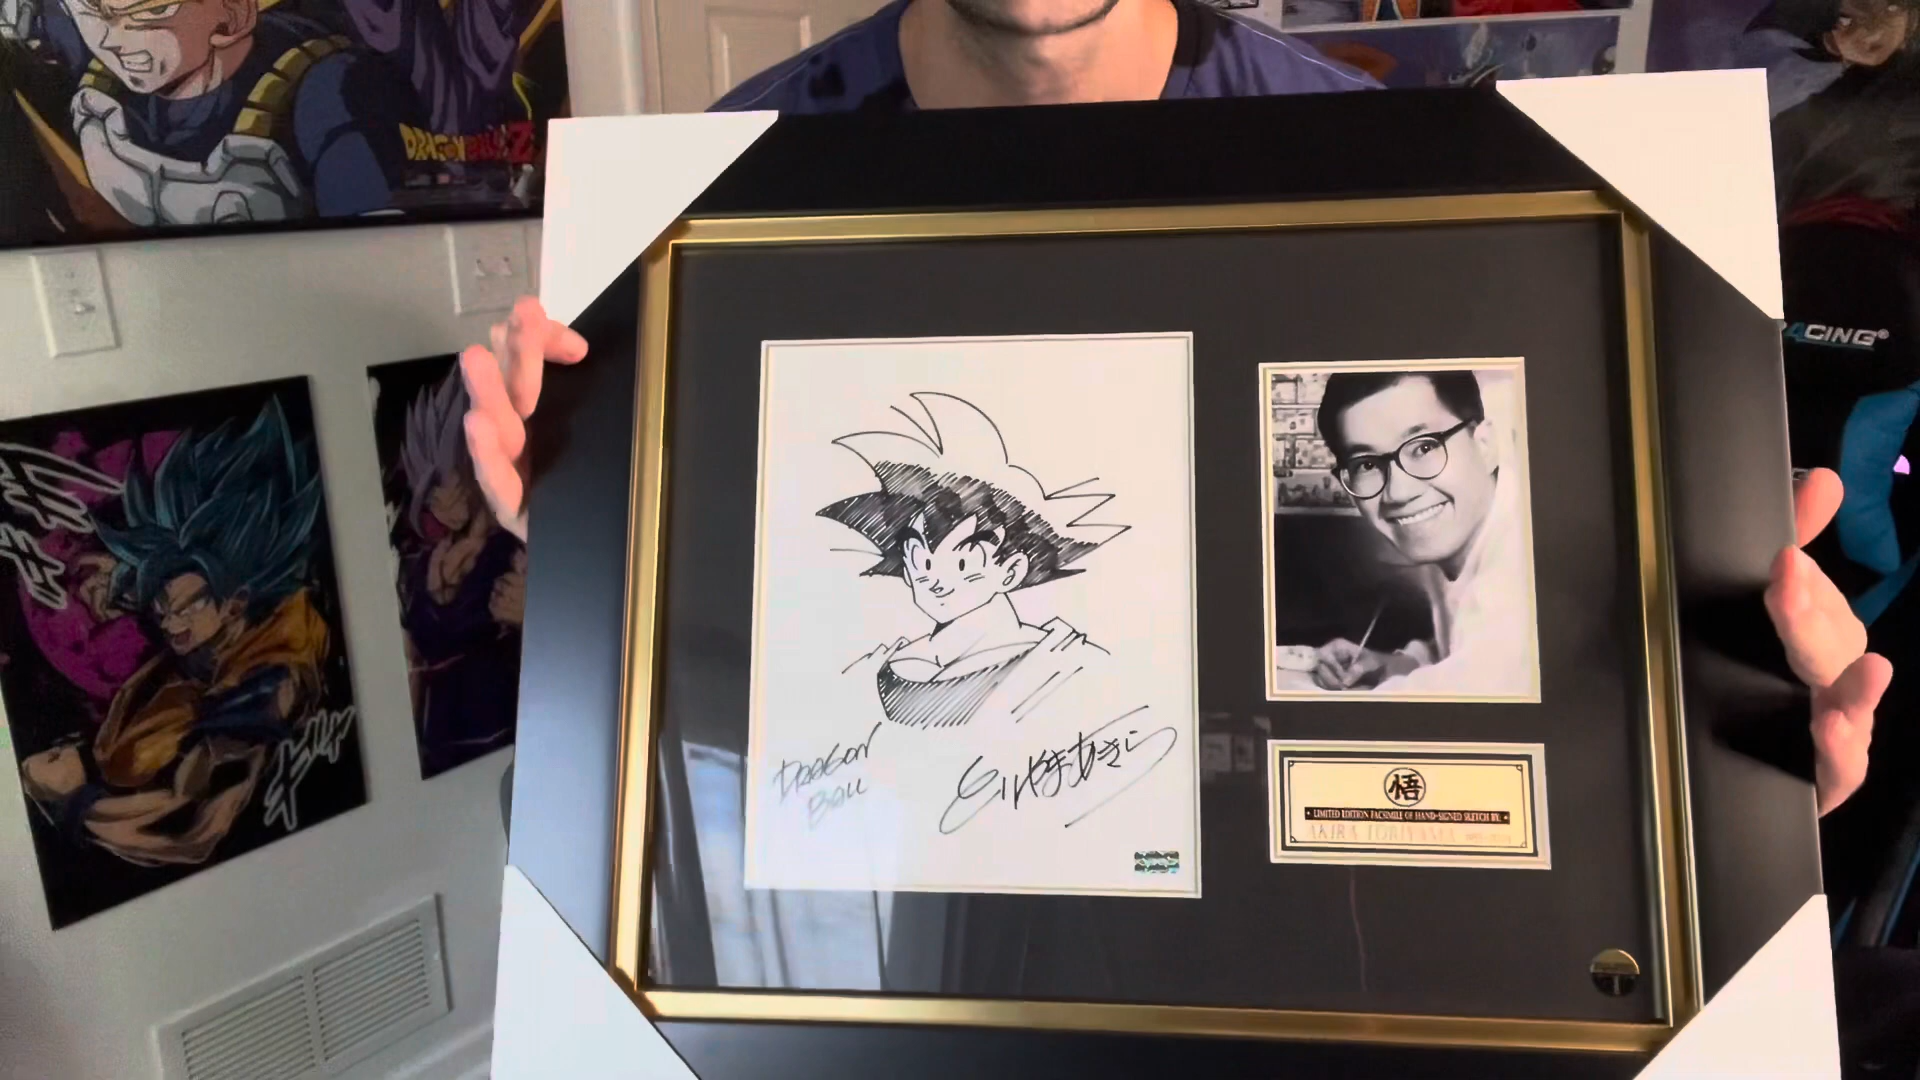 DRAGON BALL Z
RACING®
DRAGON
BALL
とりやまあきら
悟
• LIMITED EDITION FACSIMILE OF HAND-SIGNED SKETCH BY: •
AKIRA TORIYAMA